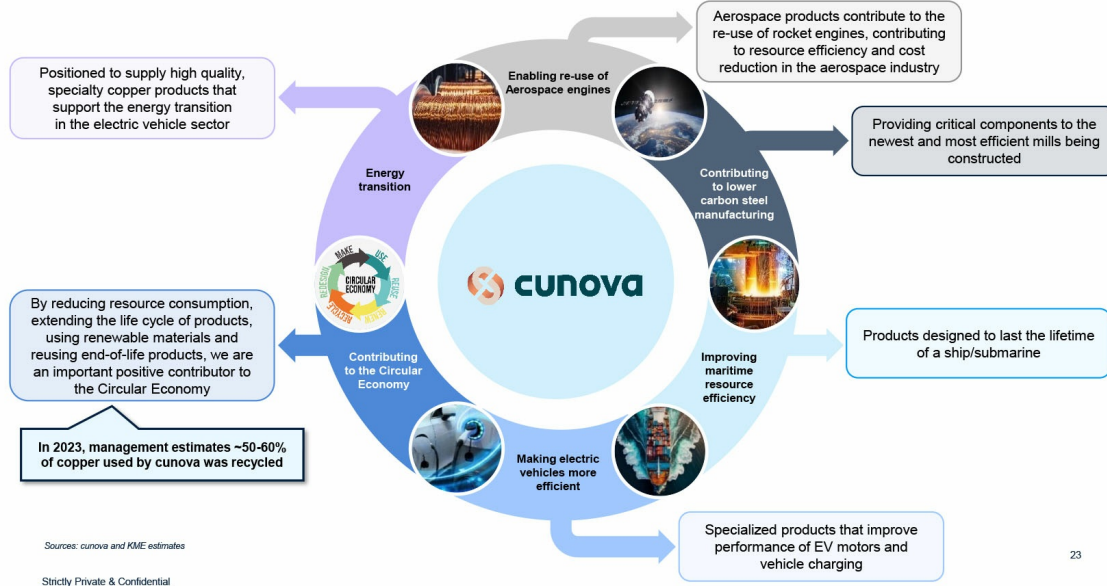 Aerospace products contribute to the
re-use of rocket engines, contributing
to resource efficiency and cost
reduction in the aerospace industry
Positioned to supply high quality,
specialty copper products that
support the energy transition
in the electric vehicle sector
Enabling re-use of
Aerospace engines
Providing critical components to the
newest and most efficient mills being
constructed
Energy
transition
Contributing
to lower
carbon steel
manufacturing
MAKE
USE
REUSE
RENEW
RECYCLE
REDESIGN
CIRCULAR
ECONOMY
cunova
By reducing resource consumption,
extending the life cycle of products,
using renewable materials and
reusing end-of-life products, we are
an important positive contributor to
the Circular Economy
Products designed to last the lifetime
of a ship/submarine
Contributing
to the Circular
Economy
Improving
maritime
resource
efficiency
In 2023, management estimates ~50-60%
of copper used by cunova was recycled
Making electric
vehicles more
efficient
Specialized products that improve
performance of EV motors and
vehicle charging
Sources: cunova and KME estimates
23
Strictly Private & Confidential